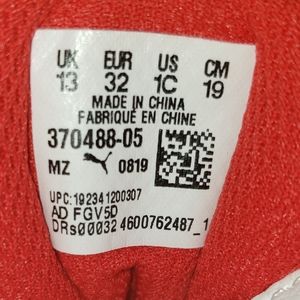 UK EUR US CM
13 32 1C 19
MADE IN CHINA
FABRIQUÉ EN CHINE
370488-05
MZ 0819
UPC:192341200307
AD FGV5D
DRs00032 4600762487_1